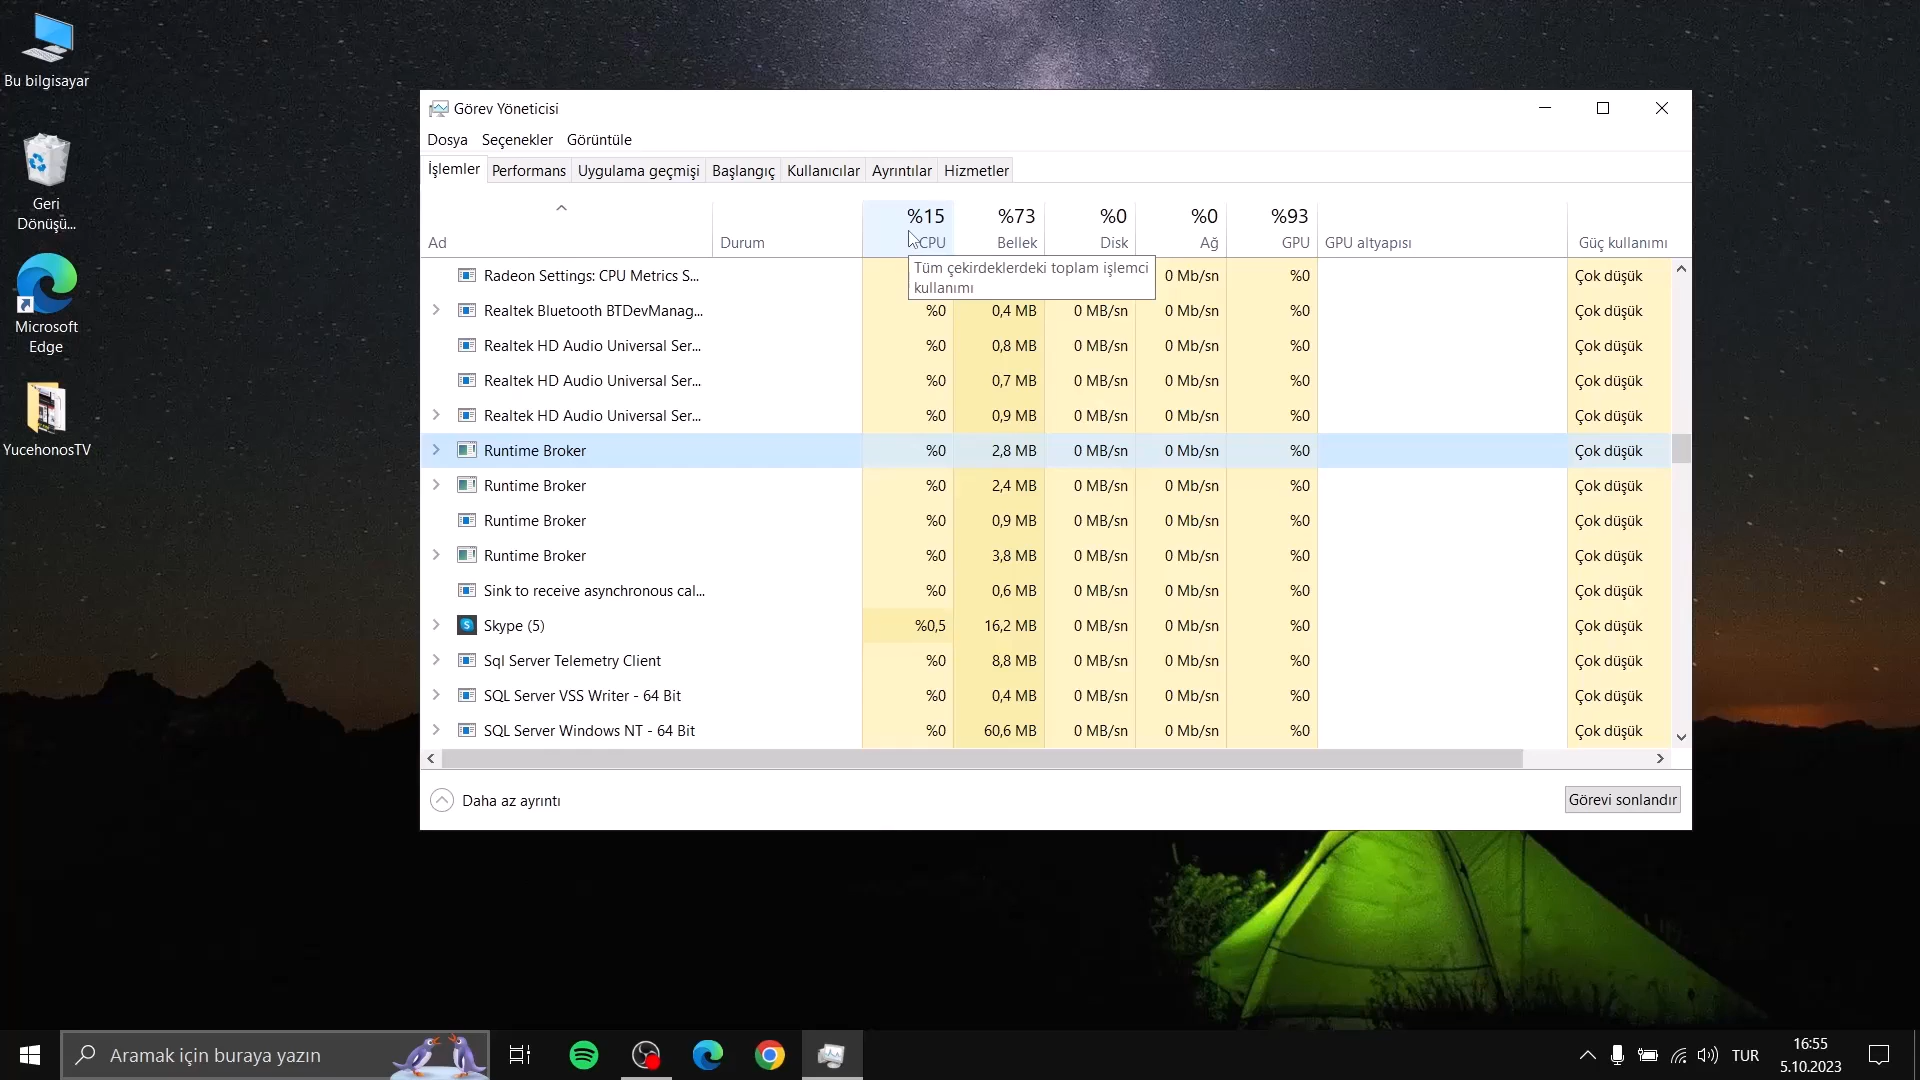 Bu bilgisayar
Geri
Dönüşü...
Microsoft
Edge
YucehonosTV
Görev Yöneticisi
Dosya Seçenekler Görüntüle
İşlemler Performans Uygulama geçmişi Başlangıç Kullanıcılar Ayrıntılar Hizmetler
%15 %73 %0 %0 %93
Ad Durum CPU Bellek Disk Ağ GPU GPU altyapısı Güç kullanımı
Tüm çekirdeklerdeki toplam işlemci
kullanımı
Radeon Settings: CPU Metrics S... 0 Mb/sn %0 Çok düşük
Realtek Bluetooth BTDevManag... %0 0,4 MB 0 MB/sn 0 Mb/sn %0 Çok düşük
Realtek HD Audio Universal Ser... %0 0,8 MB 0 MB/sn 0 Mb/sn %0 Çok düşük
Realtek HD Audio Universal Ser... %0 0,7 MB 0 MB/sn 0 Mb/sn %0 Çok düşük
Realtek HD Audio Universal Ser... %0 0,9 MB 0 MB/sn 0 Mb/sn %0 Çok düşük
Runtime Broker %0 2,8 MB 0 MB/sn 0 Mb/sn %0 Çok düşük
Runtime Broker %0 2,4 MB 0 MB/sn 0 Mb/sn %0 Çok düşük
Runtime Broker %0 0,9 MB 0 MB/sn 0 Mb/sn %0 Çok düşük
Runtime Broker %0 3,8 MB 0 MB/sn 0 Mb/sn %0 Çok düşük
Sink to receive asynchronous cal... %0 0,6 MB 0 MB/sn 0 Mb/sn %0 Çok düşük
Skype (5) %0,5 16,2 MB 0 MB/sn 0 Mb/sn %0 Çok düşük
Sql Server Telemetry Client %0 8,8 MB 0 MB/sn 0 Mb/sn %0 Çok düşük
SQL Server VSS Writer - 64 Bit %0 0,4 MB 0 MB/sn 0 Mb/sn %0 Çok düşük
SQL Server Windows NT - 64 Bit %0 60,6 MB 0 MB/sn 0 Mb/sn %0 Çok düşük
Daha az ayrıntı Görevi sonlandır
Aramak için buraya yazın
TUR
16:55
5.10.2023